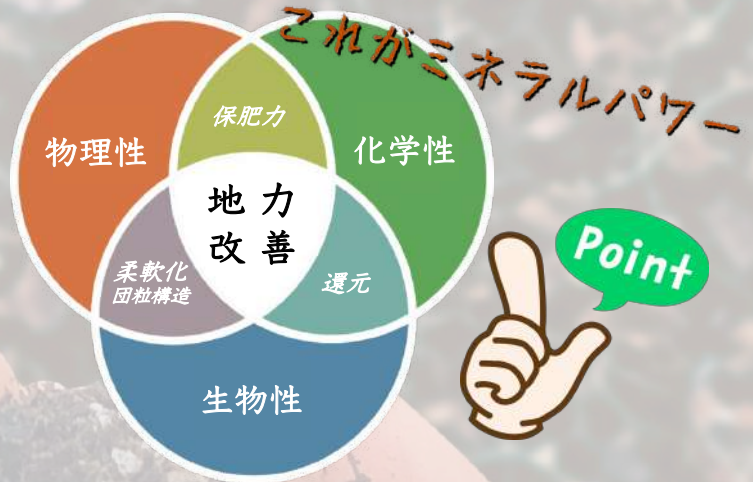 これがミネラルパワー
保肥力
物理性
化学性
地力
改善
柔軟化
団粒構造
還元
生物性
Point